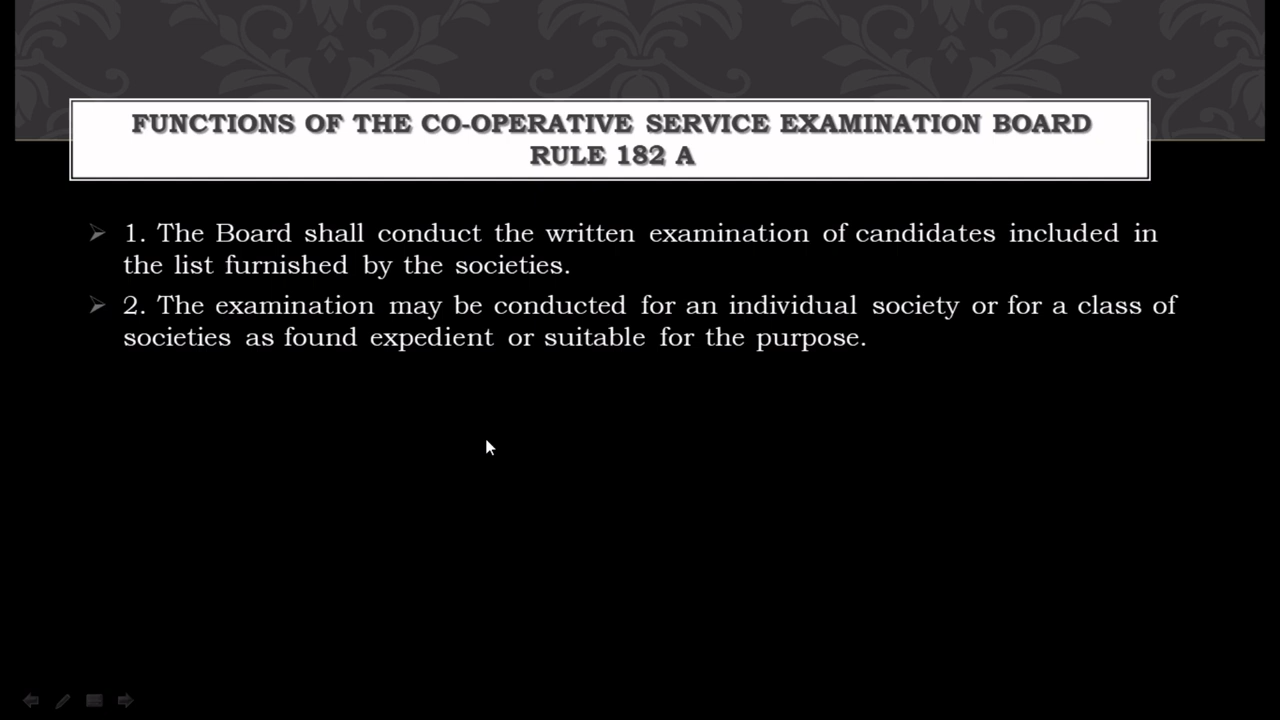 FUNCTIONS OF THE CO-OPERATIVE SERVICE EXAMINATION BOARD
RULE 182 A
1. The Board shall conduct the written examination of candidates included in
the list furnished by the societies.
2. The examination may be conducted for an individual society or for a class of
societies as found expedient or suitable for the purpose.